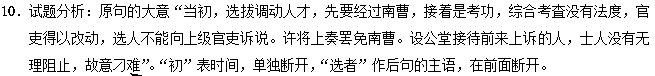 10．试题分析：原句的大意“当初，选拔调动人才，先要经过南曹，接着是考功，综合考查没有法度，官
吏得以改动，选人不能向上级官吏诉说。许将上奏罢免南曹。设公堂接待前来上诉的人，士人没有无
理阻止，故意刁难”。“初”表时间，单独断开，“选者”作后句的主语，在前面断开。